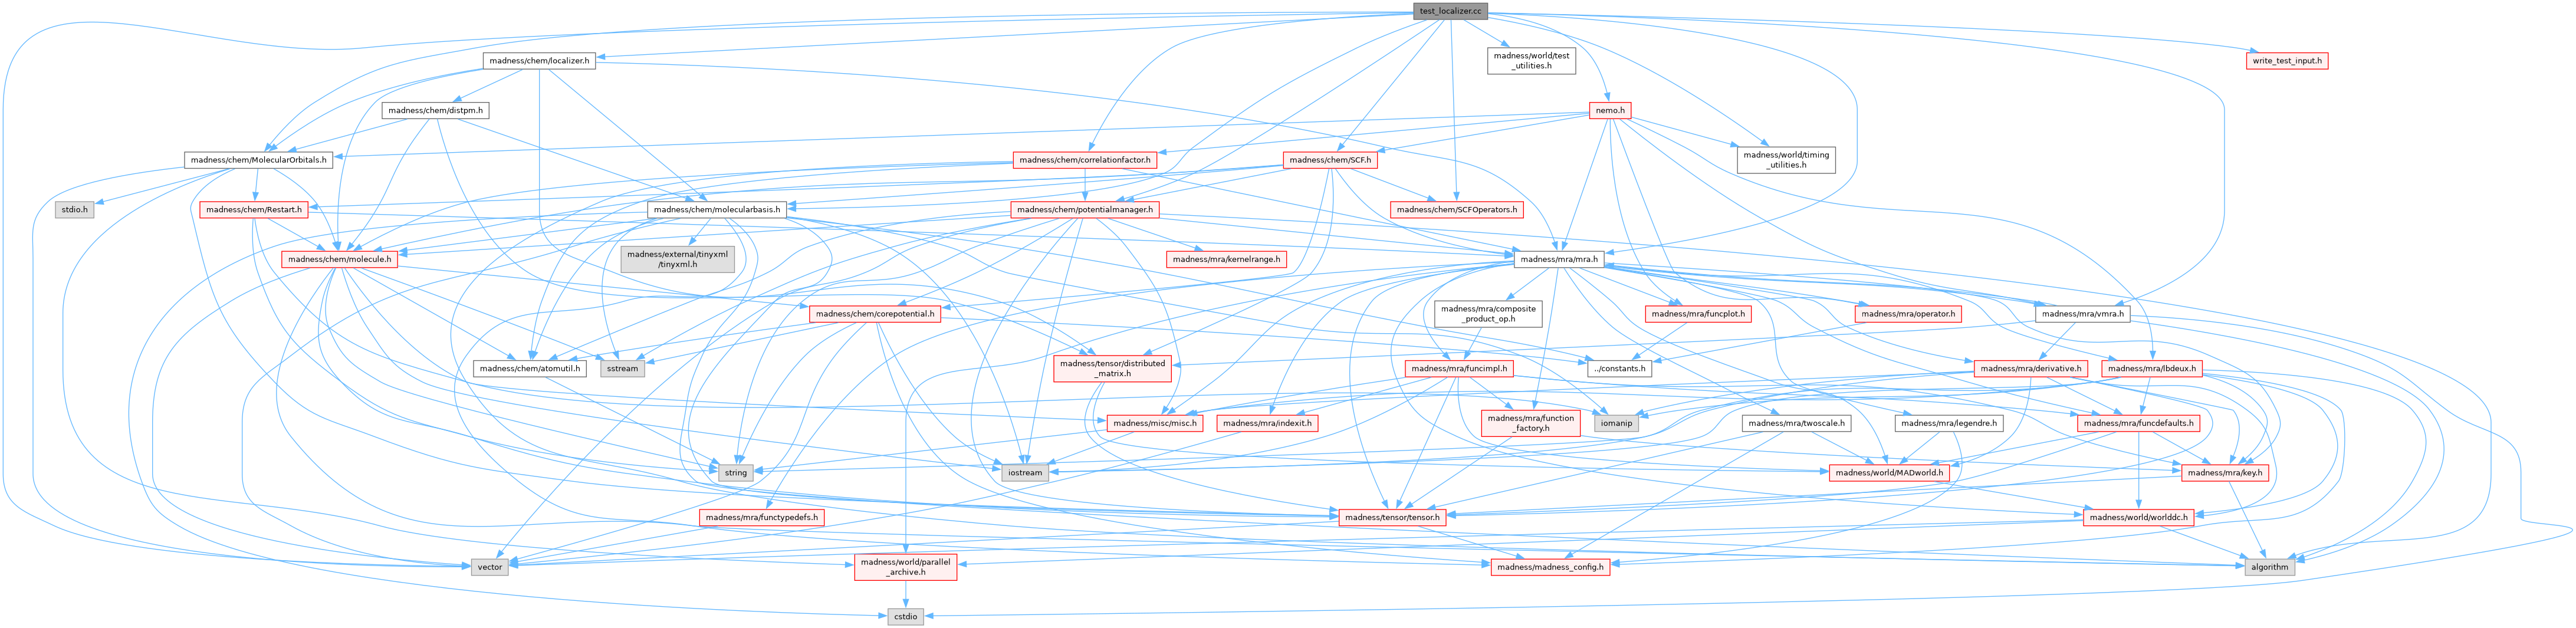 test_localizer.cc
madness/chem/localizer.h
madness/world/test
_utilities.h
write_test_input.h
madness/chem/distpm.h
nemo.h
madness/chem/MolecularOrbitals.h
madness/chem/correlationfactor.h
madness/chem/SCF.h
madness/world/timing
_utilities.h
stdio.h
madness/chem/Restart.h
madness/chem/molecularbasis.h
madness/chem/potentialmanager.h
madness/chem/SCFOperators.h
madness/chem/molecule.h
madness/external/tinyxml
/tinyxml.h
madness/mra/kernelrange.h
madness/mra/mra.h
madness/chem/corepotential.h
madness/mra/composite
_product_op.h
madness/mra/funcplot.h
madness/mra/operator.h
madness/mra/vmra.h
madness/chem/atomutil.h
sstream
madness/tensor/distributed
_matrix.h
madness/mra/funcimpl.h
../constants.h
madness/mra/derivative.h
madness/mra/lbdeux.h
madness/misc/misc.h
madness/mra/indexit.h
madness/mra/function
_factory.h
iomanip
madness/mra/twoscale.h
madness/mra/legendre.h
madness/mra/funcdefaults.h
string
iostream
madness/world/MADworld.h
madness/mra/key.h
madness/mra/functypedefs.h
madness/tensor/tensor.h
madness/world/worlddc.h
vector
madness/world/parallel
_archive.h
madness/madness_config.h
algorithm
cstdio